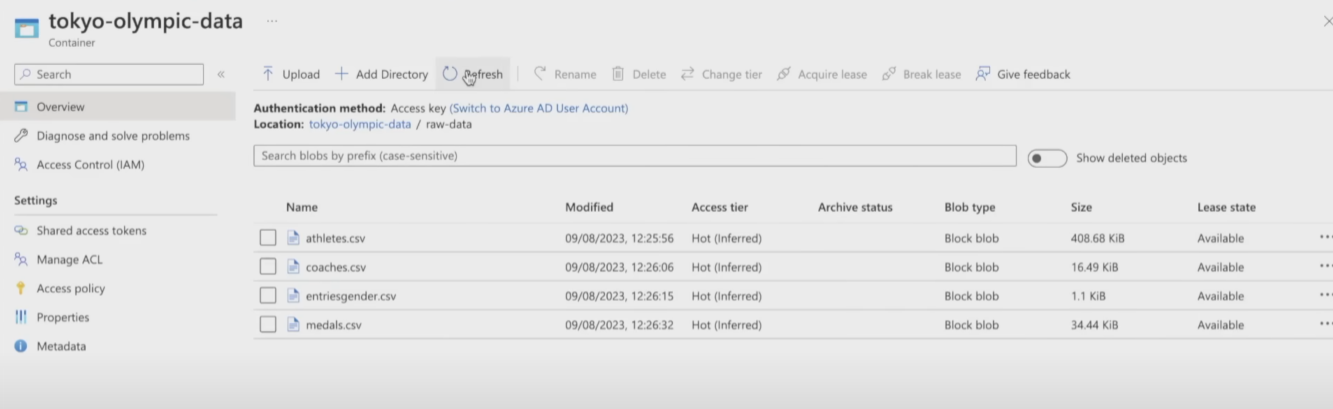 tokyo-olympic-data ...
Container
Search «
Upload Add Directory Refresh Rename Delete Change tier Acquire lease Break lease Give feedback
Overview
Diagnose and solve problems
Access Control (IAM)
Settings
Shared access tokens
Manage ACL
Access policy
Properties
Metadata
Authentication method: Access key (Switch to Azure AD User Account)
Location: tokyo-olympic-data / raw-data
Search blobs by prefix (case-sensitive)
Show deleted objects
Name Modified Access tier Archive status Blob type Size Lease state
athletes.csv 09/08/2023, 12:25:56 Hot (Inferred) Block blob 408.68 KiB Available ...
coaches.csv 09/08/2023, 12:26:06 Hot (Inferred) Block blob 16.49 KiB Available ...
entriesgender.csv 09/08/2023, 12:26:15 Hot (Inferred) Block blob 1.1 KiB Available ...
medals.csv 09/08/2023, 12:26:32 Hot (Inferred) Block blob 34.44 KiB Available ...